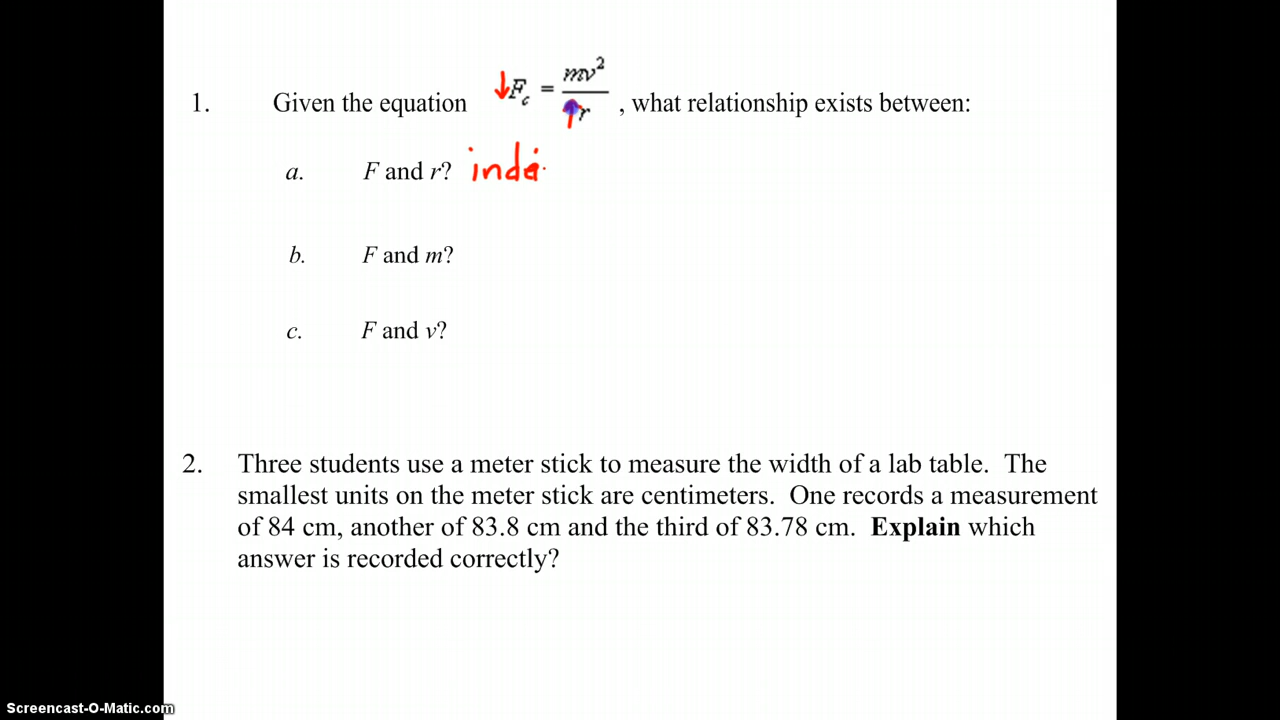 1. Given the equation ↓F_c = mv²/↑r , what relationship exists between:
a. F and r?
b. F and m?
c. F and v?
2. Three students use a meter stick to measure the width of a lab table. The
smallest units on the meter stick are centimeters. One records a measurement
of 84 cm, another of 83.8 cm and the third of 83.78 cm. Explain which
answer is recorded correctly?
Screencast-O-Matic.com